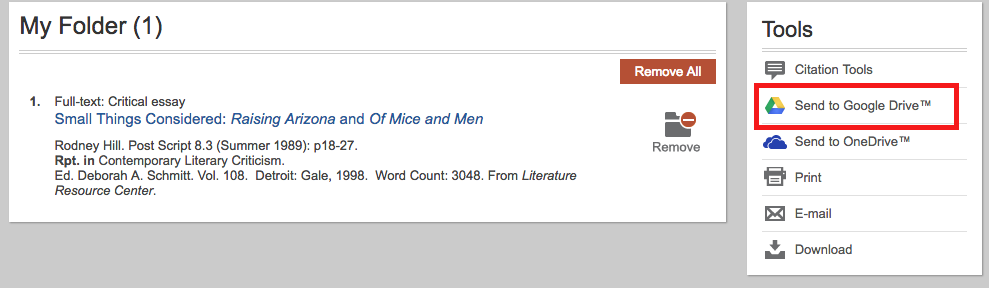 My Folder (1)
Remove All
1. Full-text: Critical essay
Small Things Considered: Raising Arizona and Of Mice and Men
Rodney Hill. Post Script 8.3 (Summer 1989): p18-27.
Rpt. in Contemporary Literary Criticism.
Ed. Deborah A. Schmitt. Vol. 108. Detroit: Gale, 1998. Word Count: 3048. From Literature
Resource Center.
Remove
Tools
Citation Tools
Send to Google Drive™
Send to OneDrive™
Print
E-mail
Download